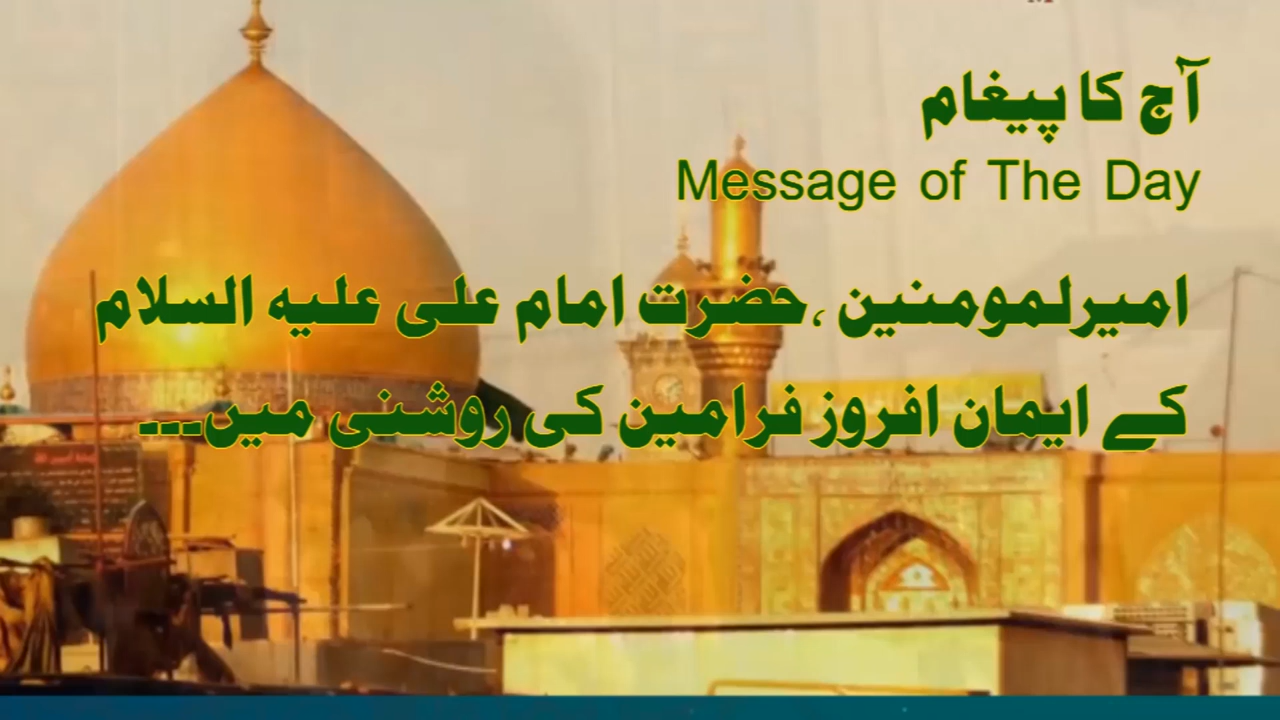 آج کا پیغام
Message of The Day
امیرلمومنین ،حضرت امام علی علیہ السلام
کے ایمان افروز فرامین کی روشنی میں۔۔۔